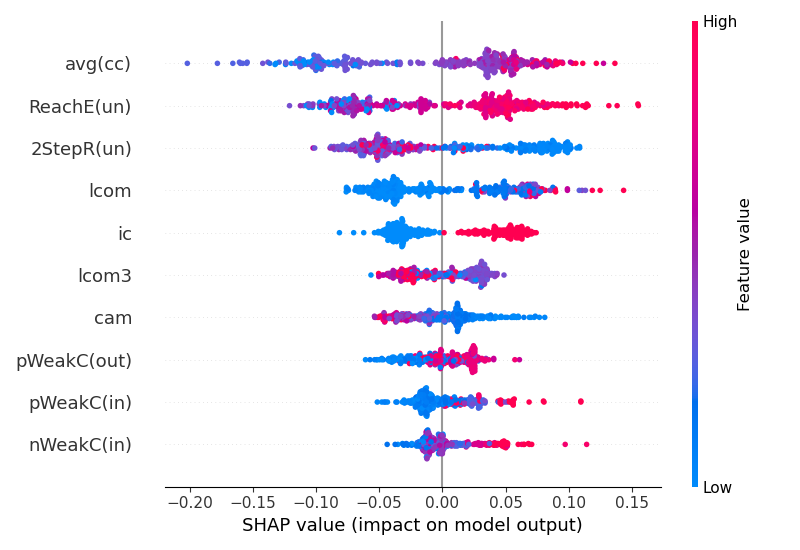 High
avg(cc)
ReachE(un)
2StepR(un)
lcom
ic
lcom3
cam
pWeakC(out)
pWeakC(in)
nWeakC(in)
Feature value
Low
−0.20 −0.15 −0.10 −0.05 0.00 0.05 0.10 0.15
SHAP value (impact on model output)